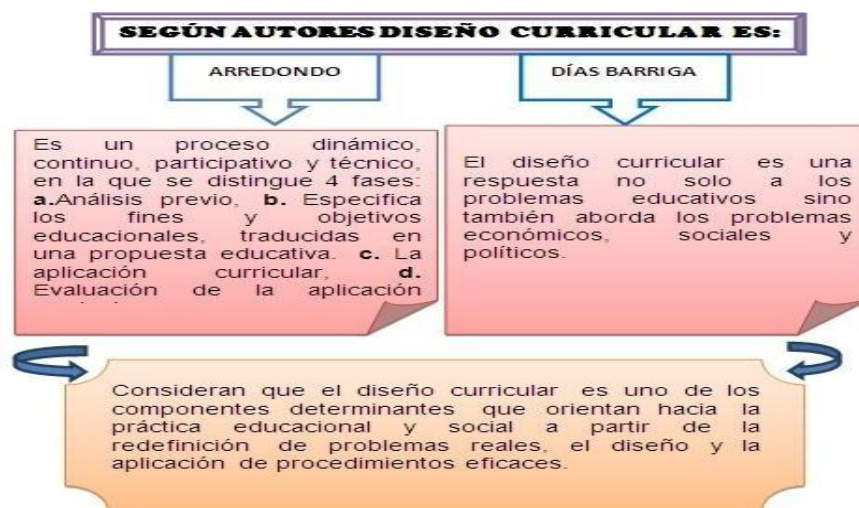 SEGÚN AUTORES DISEÑO CURRICULAR ES:
ARREDONDO
Es un proceso dinámico,
continuo, participativo y técnico,
en la que se distingue 4 fases:
a.Análisis previo, b. Especifica
los fines y objetivos
educacionales, traducidas en
una propuesta educativa. c. La
aplicación curricular, d.
Evaluación de la aplicación
DÍAS BARRIGA
El diseño curricular es una
respuesta no solo a los
problemas educativos sino
también aborda los problemas
económicos, sociales y
políticos.
Consideran que el diseño curricular es uno de los
componentes determinantes que orientan hacia la
práctica educacional y social a partir de la
redefinición de problemas reales, el diseño y la
aplicación de procedimientos eficaces.